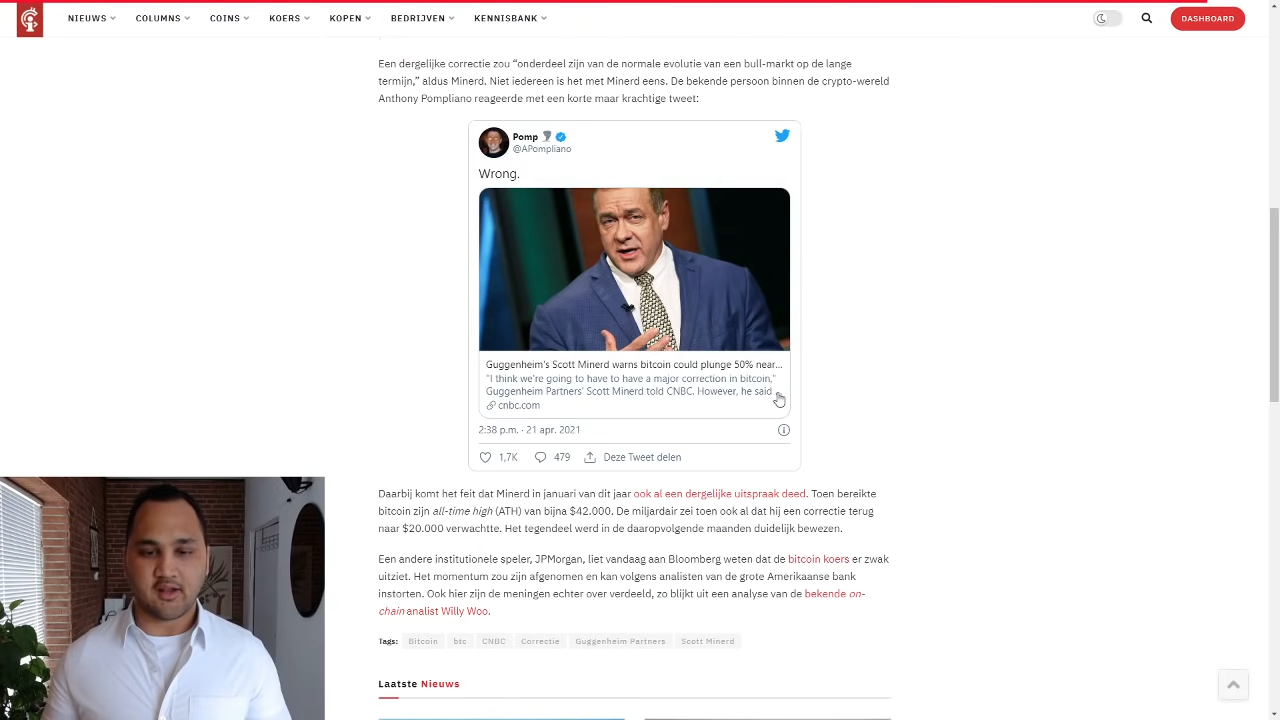 NIEUWS COLUMNS COINS KOERS KOPEN BEDRIJVEN KENNISBANK DASHBOARD
Een dergelijke correctie zou “onderdeel zijn van de normale evolutie van een bull-markt op de lange
termijn,” aldus Minerd. Niet iedereen is het met Minerd eens. De bekende persoon binnen de crypto-wereld
Anthony Pompliano reageerde met een korte maar krachtige tweet:
Pomp
@APompliano
Wrong.
Guggenheim's Scott Minerd warns bitcoin could plunge 50% near...
"I think we're going to have to have a major correction in bitcoin,"
Guggenheim Partners' Scott Minerd told CNBC. However, he said
cnbc.com
2:38 p.m. · 21 apr. 2021
1,7K 479 Deze Tweet delen
Daarbij komt het feit dat Minerd in januari van dit jaar ook al een dergelijke uitspraak deed. Toen bereikte
bitcoin zijn all-time high (ATH) van bijna $42.000. De miljardair zei toen ook al dat hij een correctie terug
naar $20.000 verwachtte. Het tegendeel werd in de daaropvolgende maanden duidelijk bewezen.
Een andere institutionele speler, JPMorgan, liet vandaag aan Bloomberg weten dat de bitcoin koers er zwak
uitziet. Het momentum zou zijn afgenomen en kan volgens analisten van de grote Amerikaanse bank
instorten. Ook hier zijn de meningen echter over verdeeld, zo blijkt uit een analyse van de bekende on-
chain analist Willy Woo.
Tags: Bitcoin btc CNBC Correctie Guggenheim Partners Scott Minerd
Laatste Nieuws